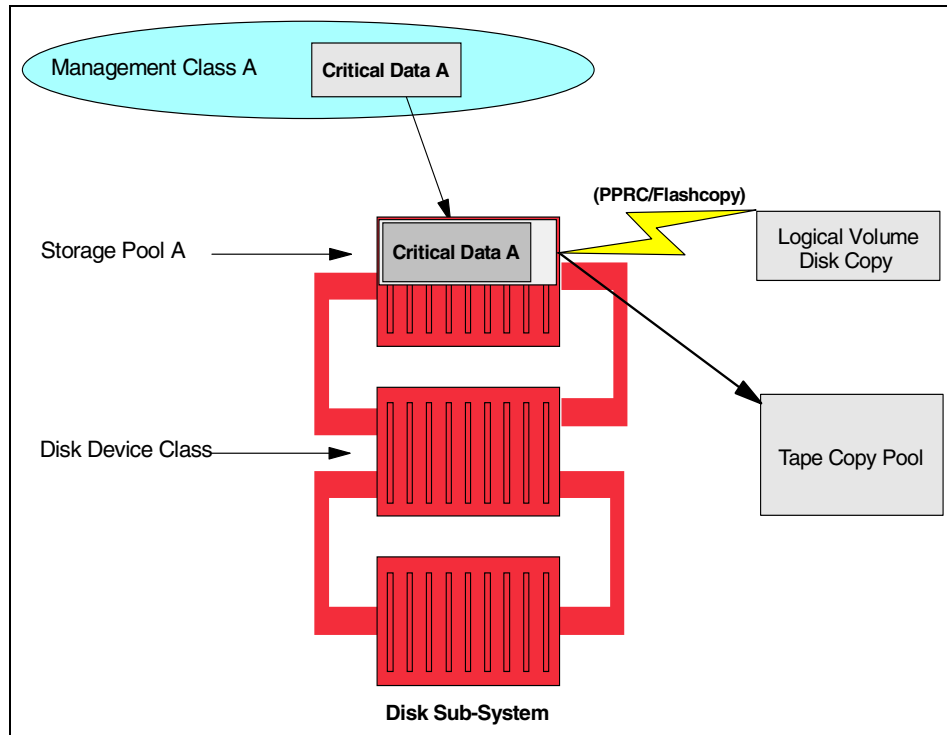 Management Class A
Critical Data A
(PPRC/Flashcopy)
Storage Pool A
Critical Data A
Logical Volume
Disk Copy
Disk Device Class
Tape Copy Pool
Disk Sub-System